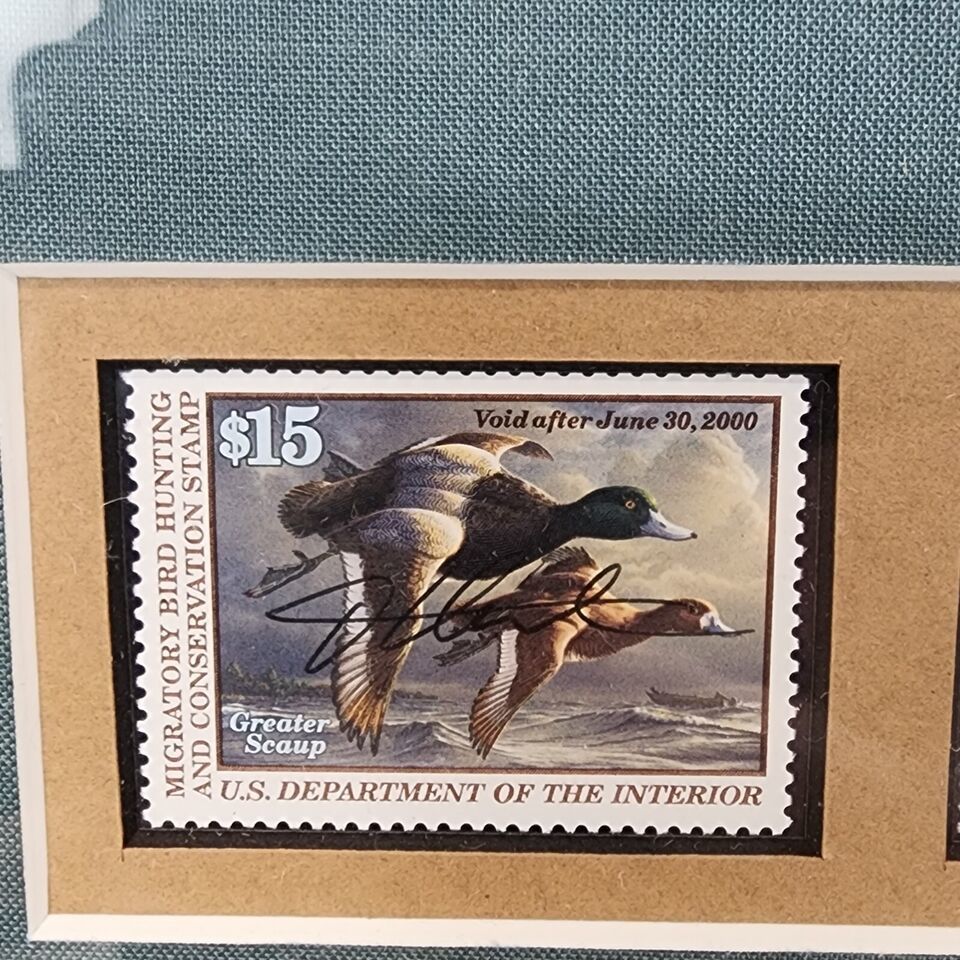 MIGRATORY BIRD HUNTING
AND CONSERVATION STAMP
$15
Void after June 30, 2000
Greater
Scaup
U.S. DEPARTMENT OF THE INTERIOR